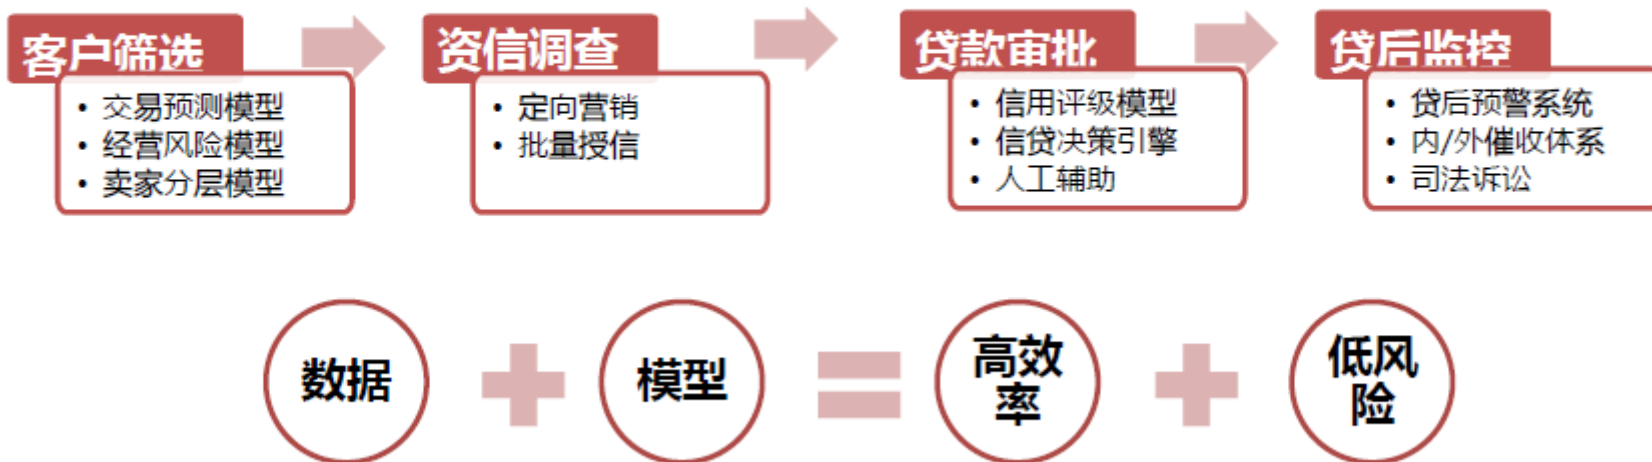 客户筛选
• 交易预测模型
• 经营风险模型
• 卖家分层模型
资信调查
• 定向营销
• 批量授信
贷款审批
• 信用评级模型
• 信贷决策引擎
• 人工辅助
贷后监控
• 贷后预警系统
• 内/外催收体系
• 司法诉讼
数据
模型
高效
率
低风
险